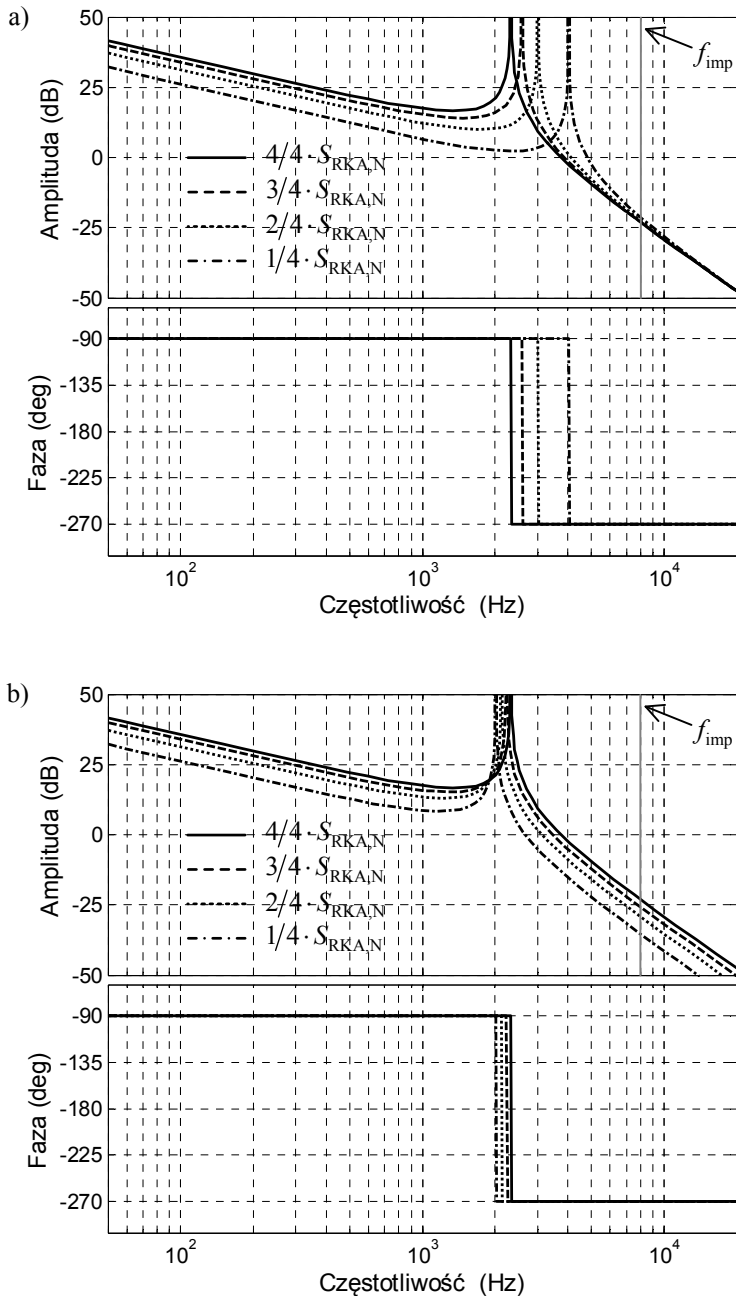 a)
50
25
0
-25
-50
Amplituda (dB)
f_imp
4/4 · S_RKA,N
3/4 · S_RKA,N
2/4 · S_RKA,N
1/4 · S_RKA,N
-90
-135
-180
-225
-270
Faza (deg)
10^2
10^3
10^4
Częstotliwość (Hz)
b)
50
25
0
-25
-50
Amplituda (dB)
f_imp
4/4 · S_RKA,N
3/4 · S_RKA,N
2/4 · S_RKA,N
1/4 · S_RKA,N
-90
-135
-180
-225
-270
Faza (deg)
10^2
10^3
10^4
Częstotliwość (Hz)